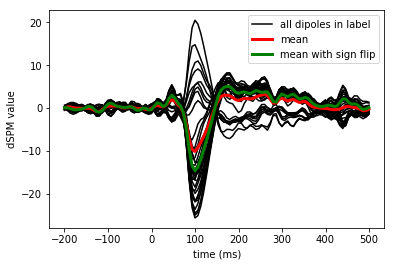 all dipoles in label
mean
mean with sign flip
dSPM value
20
10
0
−10
−20
−200
−100
0
100
200
300
400
500
time (ms)